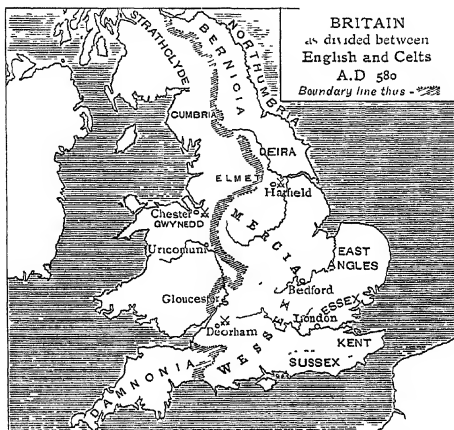 BRITAIN
as divided between
English and Celts
A.D 580
Boundary line thus -
STRATHCLYDE
BERNICIA
NORTHUMBRIA
CUMBRIA
DEIRA
ELMET
Hatfield
Chester
GWYNEDD
MERCIA
Uriconium
EAST
ANGLES
Bedford
Gloucester
ESSEX
London
Deorham
WESSEX
KENT
SUSSEX
DAMNONIA